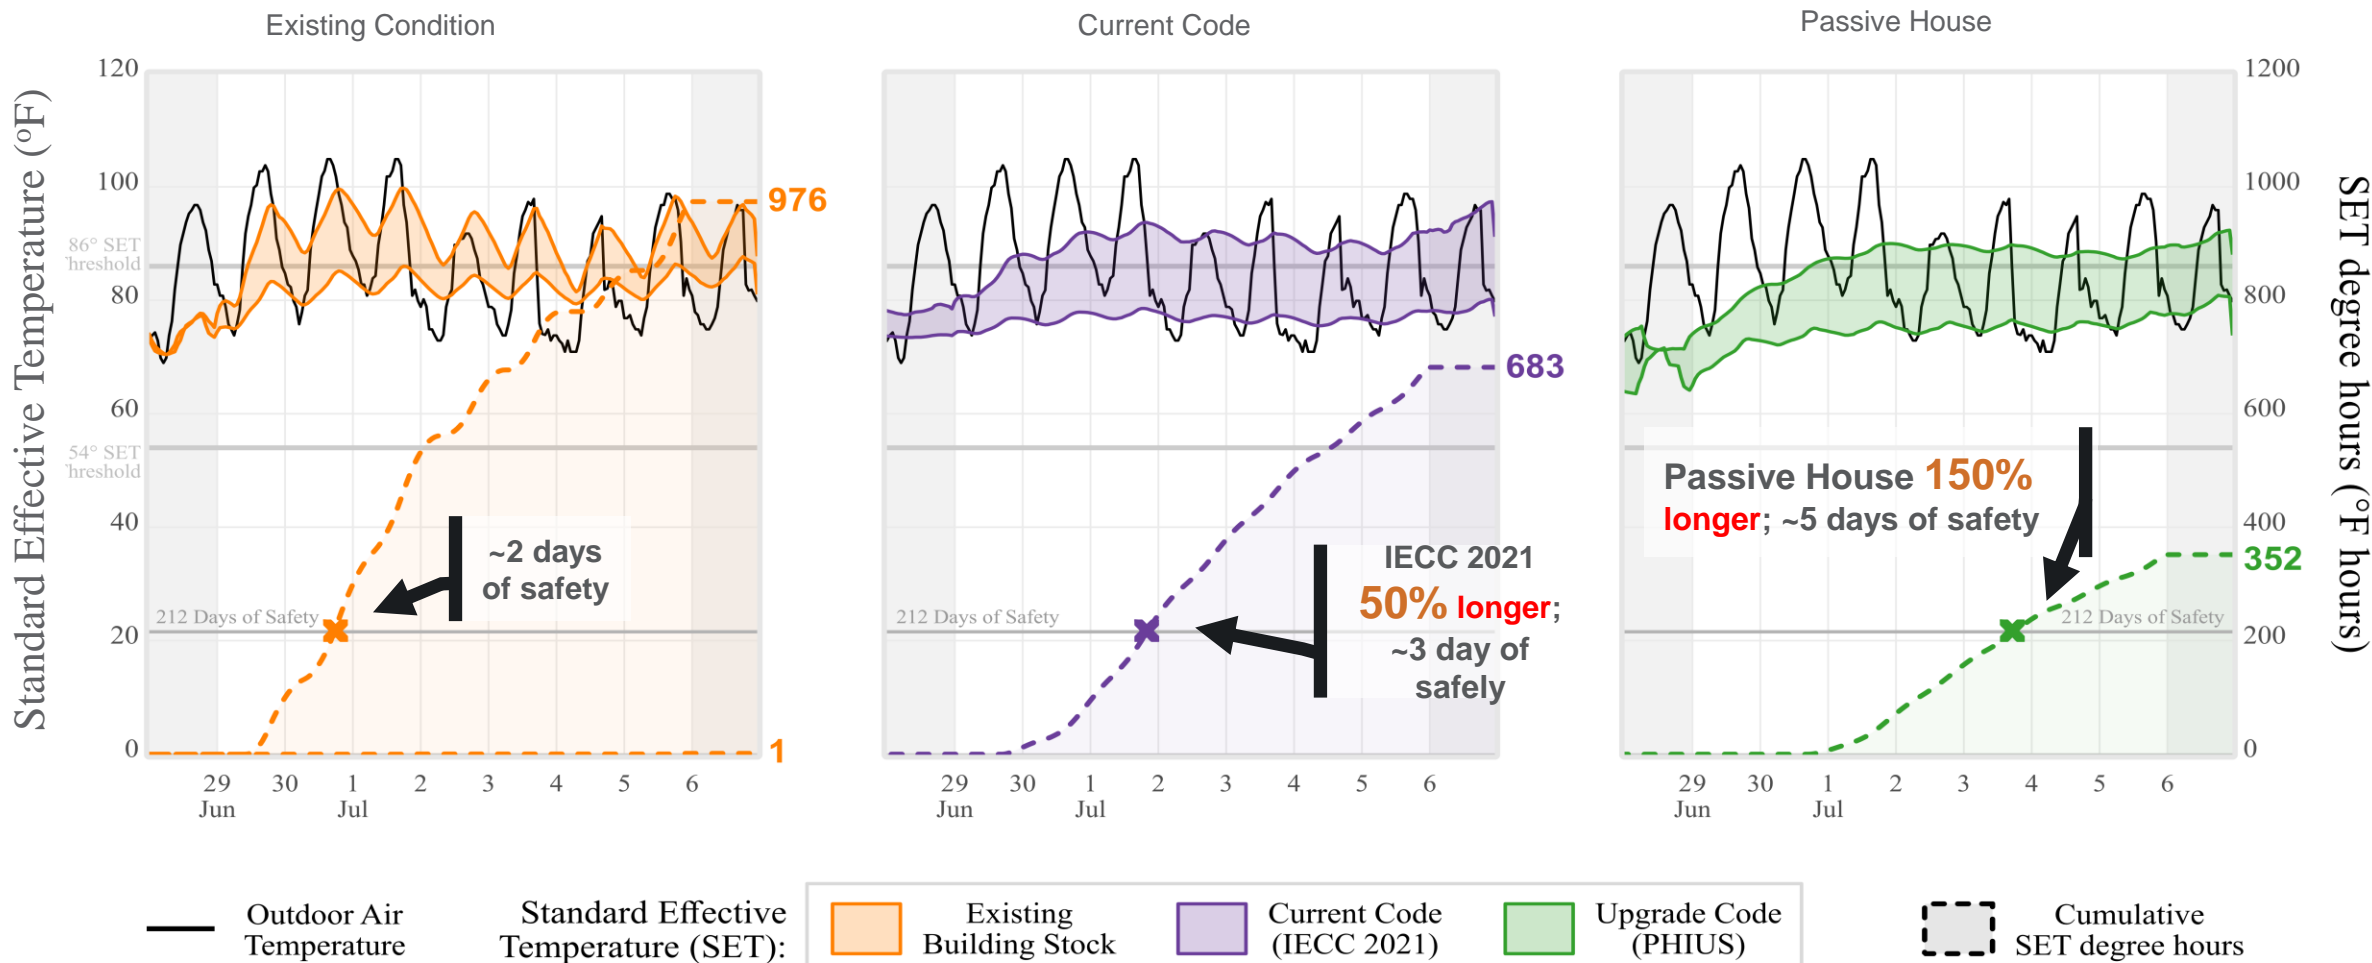 Existing Condition
Current Code
Passive House
Standard Effective Temperature (°F)
120
100
80
60
40
20
0
86° SET
Threshold
54° SET
Threshold
212 Days of Safety
~2 days
of safety
976
1
29
Jun
30
1
Jul
2
3
4
5
6
212 Days of Safety
IECC 2021
50% longer;
~3 day of
safely
683
29
Jun
30
1
Jul
2
3
4
5
6
Passive House 150%
longer; ~5 days of safety
212 Days of Safety
352
29
Jun
30
1
Jul
2
3
4
5
6
1200
1000
800
600
400
200
0
SET degree hours (°F hours)
Outdoor Air
Temperature
Standard Effective
Temperature (SET):
Existing
Building Stock
Current Code
(IECC 2021)
Upgrade Code
(PHIUS)
Cumulative
SET degree hours